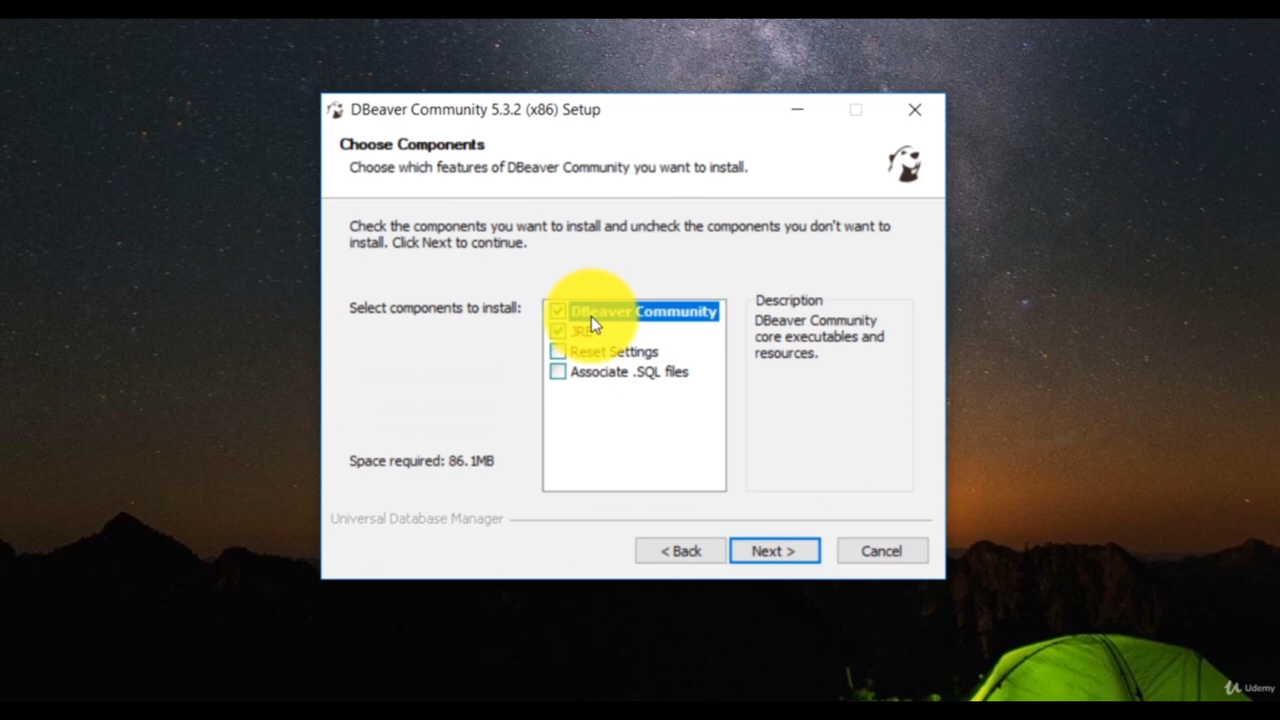 DBeaver Community 5.3.2 (x86) Setup
Choose Components
Choose which features of DBeaver Community you want to install.
Check the components you want to install and uncheck the components you don't want to
install. Click Next to continue.
Select components to install:
DBeaver Community
JRE
Reset Settings
Associate .SQL files
Description
DBeaver Community
core executables and
resources.
Space required: 86.1MB
Universal Database Manager
< Back
Next >
Cancel
Udemy